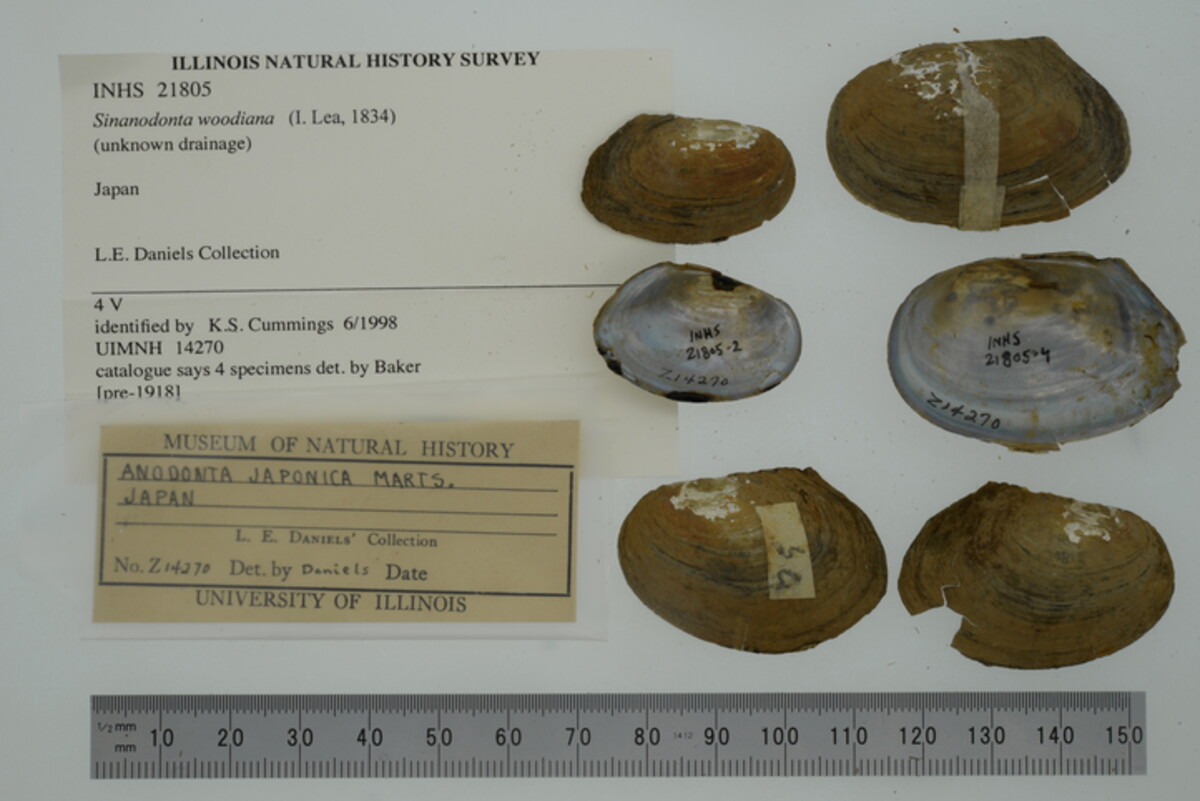 ILLINOIS NATURAL HISTORY SURVEY
INHS 21805
Sinanodonta woodiana (I. Lea, 1834)
(unknown drainage)
Japan
L.E. Daniels Collection
4 V
identified by K.S. Cummings 6/1998
UIMNH 14270
catalogue says 4 specimens det. by Baker
[pre-1918]
MUSEUM OF NATURAL HISTORY
ANODONTA JAPONICA MARTS.
JAPAN
L. E. DANIELS' Collection
No. Z14270 Det. by Daniels Date
UNIVERSITY OF ILLINOIS
INHS
21805-2
Z14270
INHS
21805-4
Z14270
50
1/2 mm
mm 10 20 30 40 50 60 70 80 1412 90 100 110 120 130 140 150